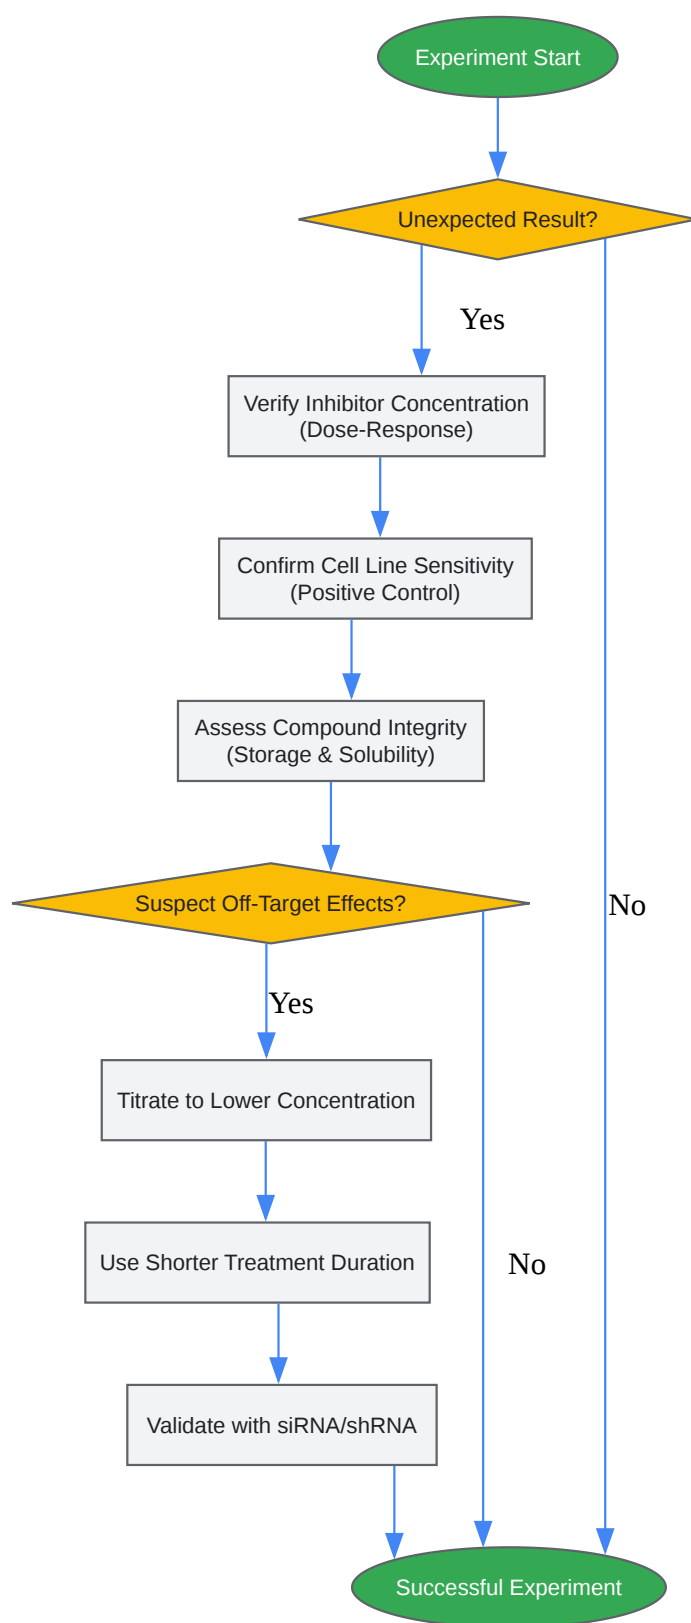 Experiment Start
Unexpected Result?
Yes
Verify Inhibitor Concentration
(Dose-Response)
Confirm Cell Line Sensitivity
(Positive Control)
Assess Compound Integrity
(Storage & Solubility)
Suspect Off-Target Effects?
No
Yes
Titrate to Lower Concentration
Use Shorter Treatment Duration
No
Validate with siRNA/shRNA
Successful Experiment